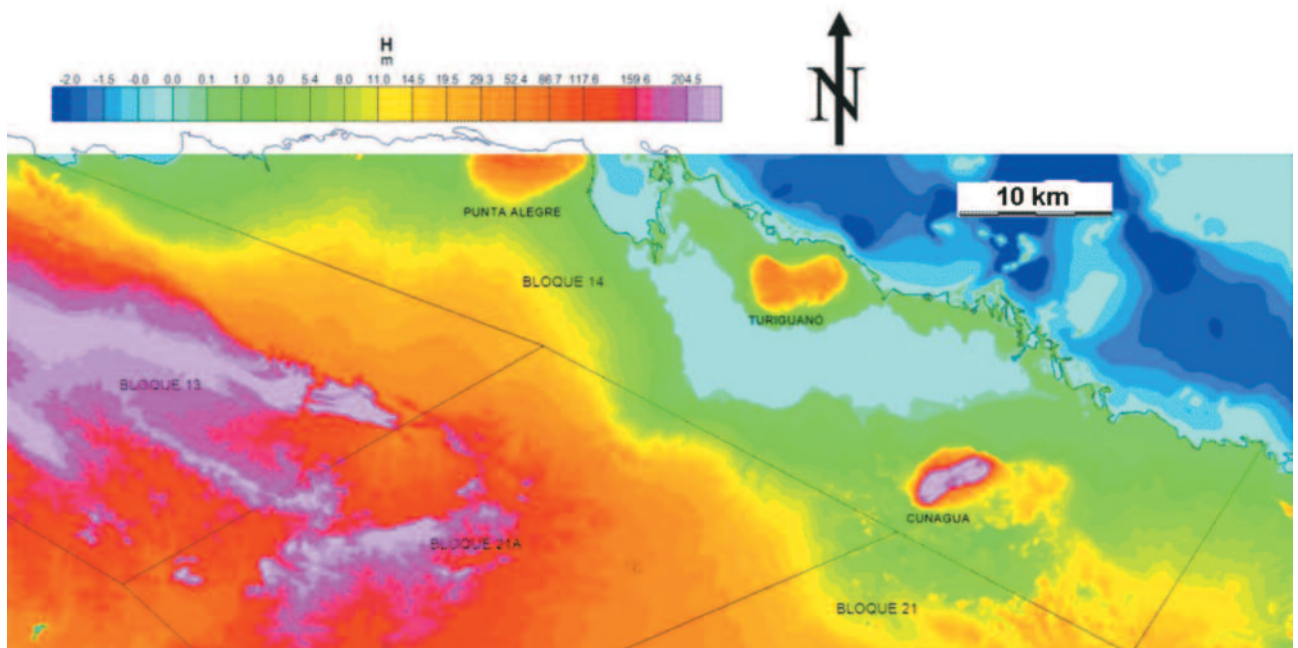 H
m
-2.0 -1.5 -0.0 0.0 0.1 1.0 3.0 5.4 8.0 11.0 14.5 19.5 29.3 52.4 86.7 117.6 159.6 204.5
N
10 km
PUNTA ALEGRE
BLOQUE 14
TURIGUANÓ
BLOQUE 13
CUNAGUA
BLOQUE 21A
BLOQUE 21